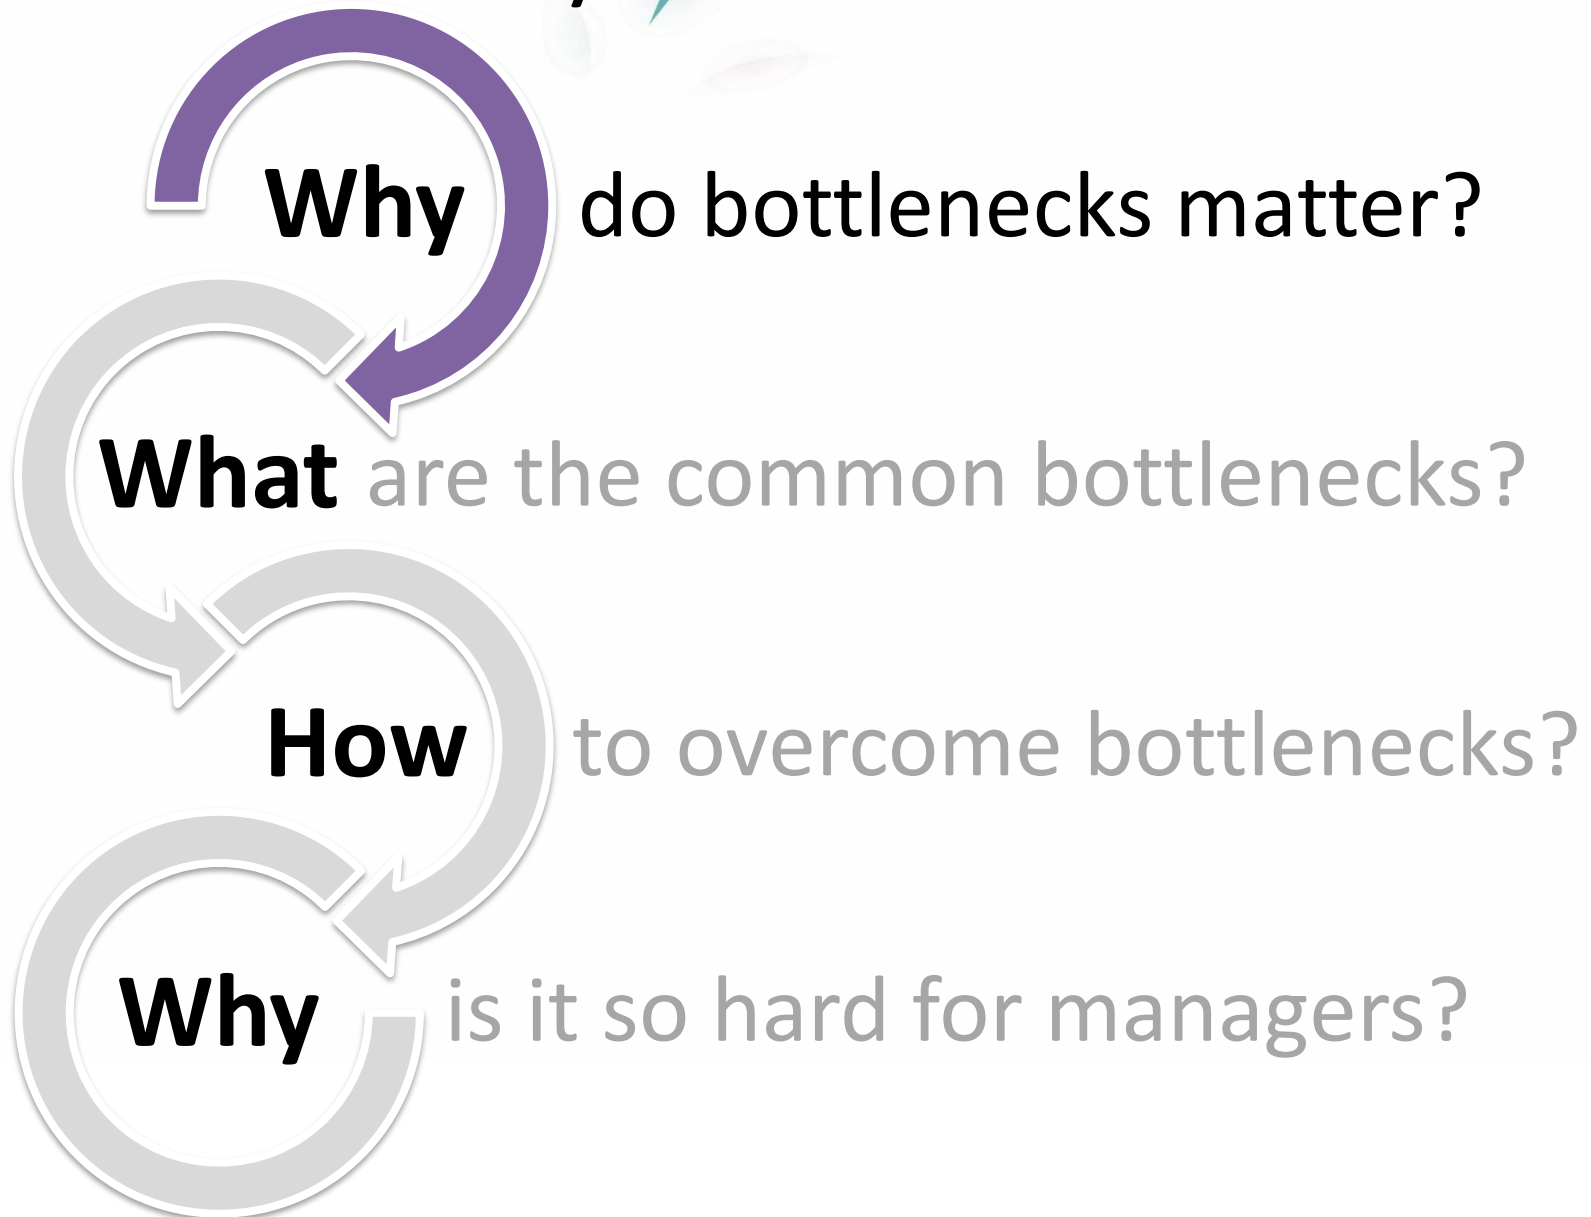 Why do bottlenecks matter?
What are the common bottlenecks?
How to overcome bottlenecks?
Why is it so hard for managers?